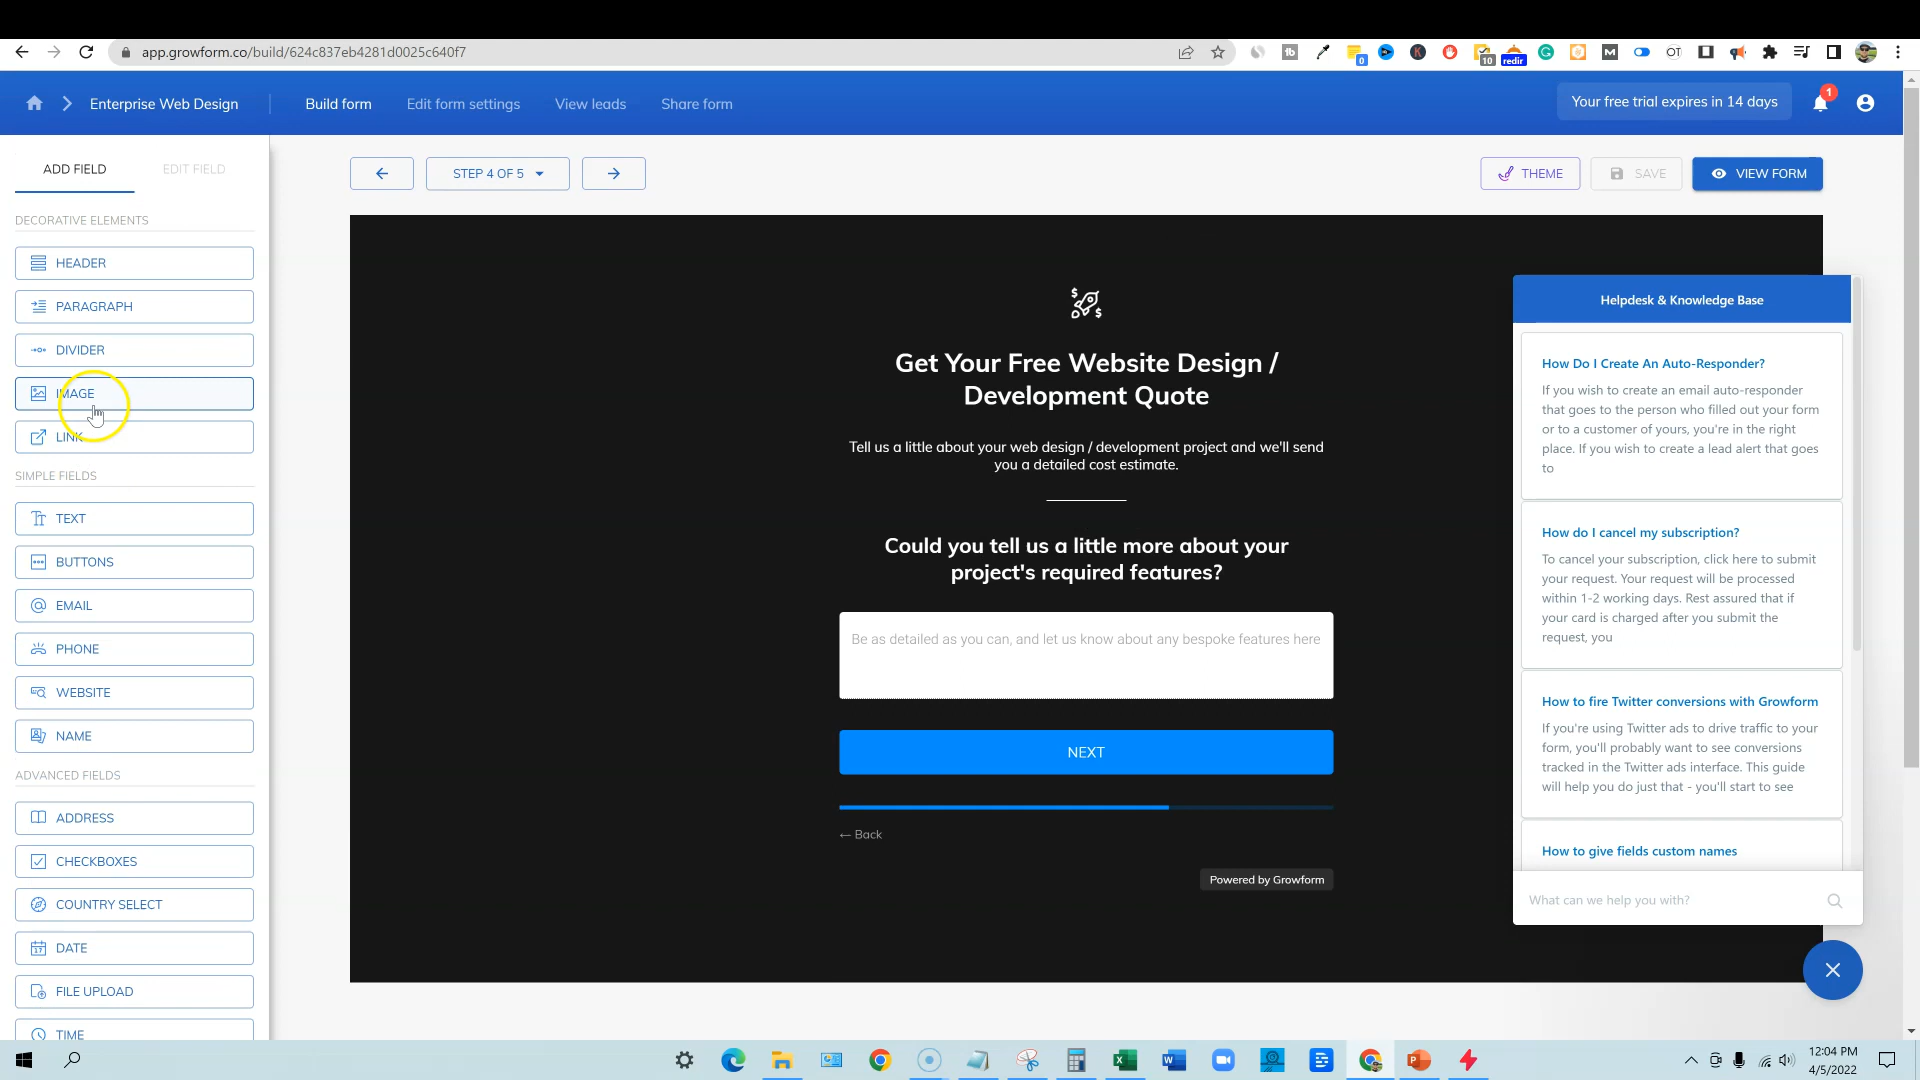 app.growform.co/build/624c837eb4281d0025c640f7
0
10
redir
Enterprise Web Design
Build form
Edit form settings
View leads
Share form
Your free trial expires in 14 days
1
ADD FIELD
EDIT FIELD
STEP 4 OF 5
THEME
SAVE
VIEW FORM
DECORATIVE ELEMENTS
HEADER
PARAGRAPH
DIVIDER
IMAGE
LINK
SIMPLE FIELDS
TEXT
BUTTONS
EMAIL
PHONE
WEBSITE
NAME
ADVANCED FIELDS
ADDRESS
CHECKBOXES
COUNTRY SELECT
DATE
FILE UPLOAD
TIME
Get Your Free Website Design /
Development Quote
Tell us a little about your web design / development project and we'll send
you a detailed cost estimate.
Could you tell us a little more about your
project's required features?
Be as detailed as you can, and let us know about any bespoke features here
NEXT
← Back
Powered by Growform
Helpdesk & Knowledge Base
How Do I Create An Auto-Responder?
If you wish to create an email auto-responder
that goes to the person who filled out your form
or to a customer of yours, you're in the right
place. If you wish to create a lead alert that goes
to
How do I cancel my subscription?
To cancel your subscription, click here to submit
your request. Your request will be processed
within 1-2 working days. Rest assured that if
your card is charged after you submit the
request, you
How to fire Twitter conversions with Growform
If you're using Twitter ads to drive traffic to your
form, you'll probably want to see conversions
tracked in the Twitter ads interface. This guide
will help you do just that - you'll start to see
How to give fields custom names
What can we help you with?
12:04 PM
4/5/2022